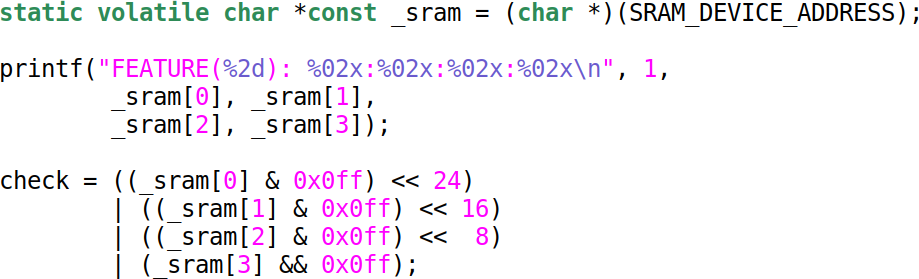 static volatile char *const _sram = (char *)(SRAM_DEVICE_ADDRESS);
printf("FEATURE(%2d): %02x:%02x:%02x:%02x\n", 1,
_sram[0], _sram[1],
_sram[2], _sram[3]);
check = ((_sram[0] & 0x0ff) << 24)
| ((_sram[1] & 0x0ff) << 16)
| ((_sram[2] & 0x0ff) <<  8)
| (_sram[3] && 0x0ff);